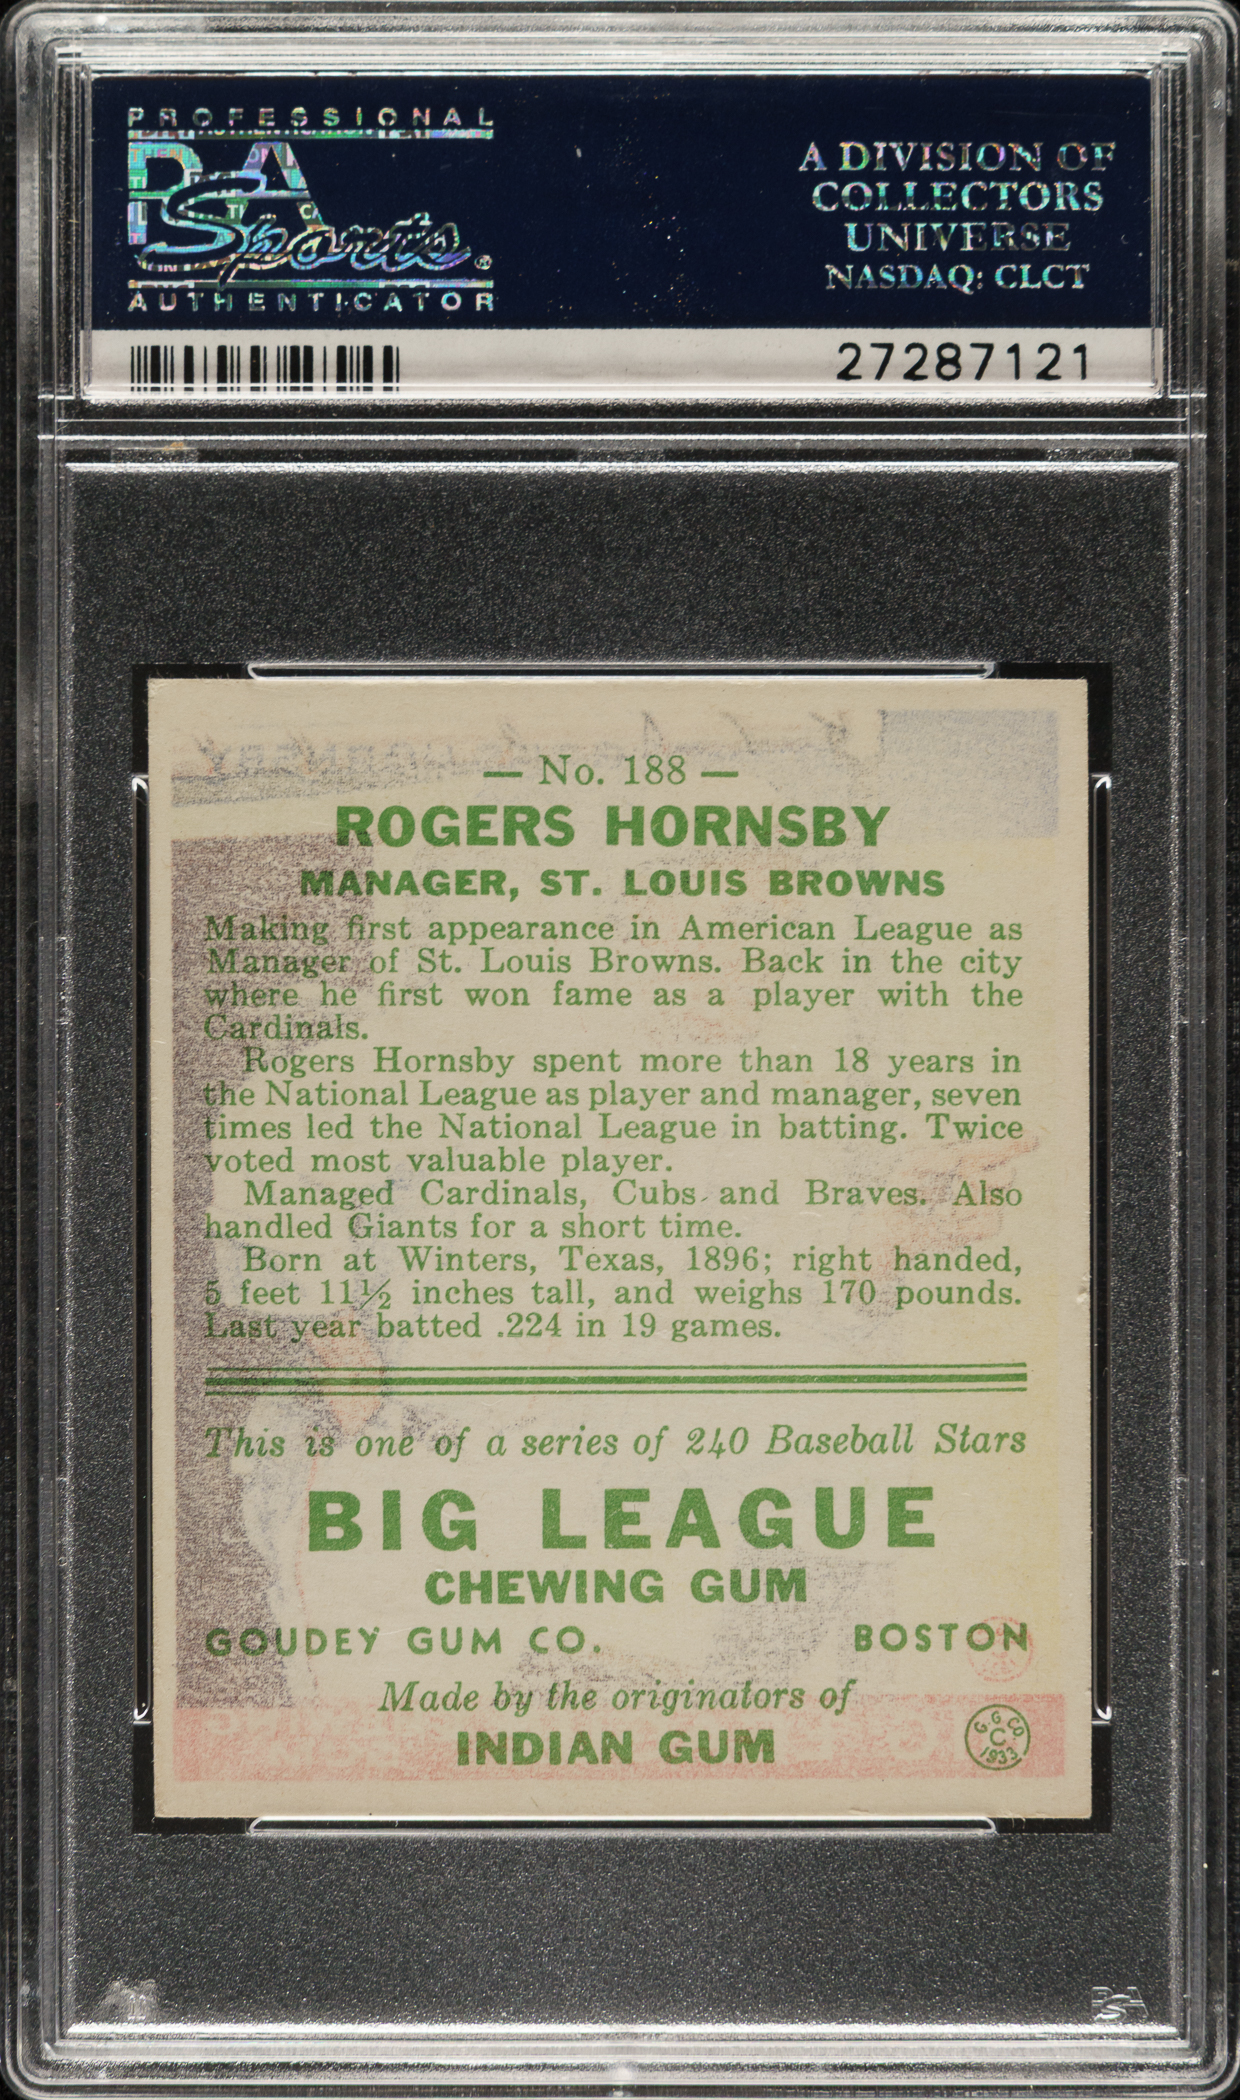 PROFESSIONAL
PSA
Sports®
AUTHENTICATOR
A DIVISION OF
COLLECTORS
UNIVERSE
NASDAQ: CLCT
27287121
— No. 188 —
ROGERS HORNSBY
MANAGER, ST. LOUIS BROWNS
Making first appearance in American League as
Manager of St. Louis Browns. Back in the city
where he first won fame as a player with the
Cardinals.
Rogers Hornsby spent more than 18 years in
the National League as player and manager, seven
times led the National League in batting. Twice
voted most valuable player.
Managed Cardinals, Cubs and Braves. Also
handled Giants for a short time.
Born at Winters, Texas, 1896; right handed,
5 feet 11½ inches tall, and weighs 170 pounds.
Last year batted .224 in 19 games.
This is one of a series of 240 Baseball Stars
BIG LEAGUE
CHEWING GUM
GOUDEY GUM CO. BOSTON
Made by the originators of
INDIAN GUM
G. G. CO
C
1933
PSA